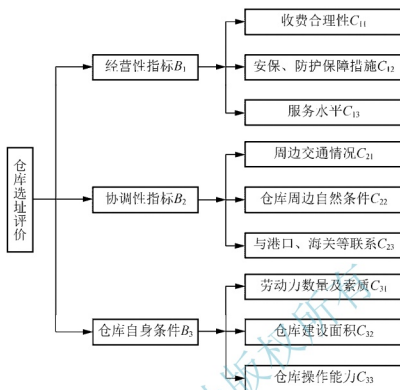 仓库选址评价
经营性指标B1
协调性指标B2
仓库自身条件B3
收费合理性C11
安保、防护保障措施C12
服务水平C13
周边交通情况C21
仓库周边自然条件C22
与港口、海关等联系C23
劳动力数量及素质C31
仓库建设面积C32
仓库操作能力C33
版权所有